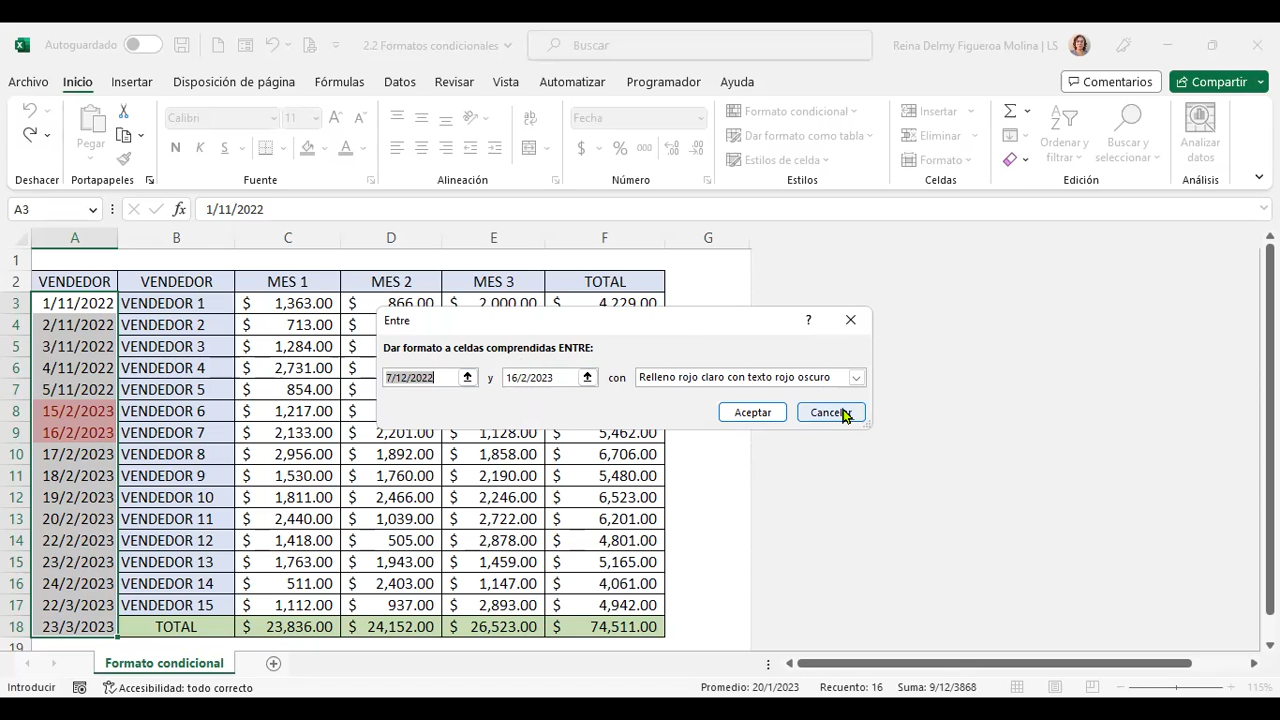 Autoguardado 2.2 Formatos condicionales Buscar Reina Delmy Figueroa Molina | LS
Archivo Inicio Insertar Disposición de página Fórmulas Datos Revisar Vista Automatizar Programador Ayuda Comentarios Compartir
Pegar Calibri 11 Fecha Formato condicional Insertar Ordenar y filtrar Buscar y seleccionar Analizar datos
Dar formato como tabla Eliminar
N K S $ % 000 Estilos de celda Formato
Deshacer Portapapeles Fuente Alineación Número Estilos Celdas Edición Análisis
A3 fx 1/11/2022
A B C D E F G
1
2 VENDEDOR VENDEDOR MES 1 MES 2 MES 3 TOTAL
3 1/11/2022 VENDEDOR 1 $ 1,363.00 $ 866.00 $ 2,000.00 $ 4,229.00
4 2/11/2022 VENDEDOR 2 $ 713.00 $
5 3/11/2022 VENDEDOR 3 $ 1,284.00 $
6 4/11/2022 VENDEDOR 4 $ 2,731.00 $
7 5/11/2022 VENDEDOR 5 $ 854.00 $
8 15/2/2023 VENDEDOR 6 $ 1,217.00 $
9 16/2/2023 VENDEDOR 7 $ 2,133.00 $ 2,201.00 $ 1,128.00 $ 5,462.00
10 17/2/2023 VENDEDOR 8 $ 2,956.00 $ 1,892.00 $ 1,858.00 $ 6,706.00
11 18/2/2023 VENDEDOR 9 $ 1,530.00 $ 1,760.00 $ 2,190.00 $ 5,480.00
12 19/2/2023 VENDEDOR 10 $ 1,811.00 $ 2,466.00 $ 2,246.00 $ 6,523.00
13 20/2/2023 VENDEDOR 11 $ 2,440.00 $ 1,039.00 $ 2,722.00 $ 6,201.00
14 22/2/2023 VENDEDOR 12 $ 1,418.00 $ 505.00 $ 2,878.00 $ 4,801.00
15 23/2/2023 VENDEDOR 13 $ 1,763.00 $ 1,943.00 $ 1,459.00 $ 5,165.00
16 24/2/2023 VENDEDOR 14 $ 511.00 $ 2,403.00 $ 1,147.00 $ 4,061.00
17 22/3/2023 VENDEDOR 15 $ 1,112.00 $ 937.00 $ 2,893.00 $ 4,942.00
18 23/3/2023 TOTAL $ 23,836.00 $ 24,152.00 $ 26,523.00 $ 74,511.00
19
Entre ?
Dar formato a celdas comprendidas ENTRE:
7/12/2022 y 16/2/2023 con Relleno rojo claro con texto rojo oscuro
Aceptar Cancelar
Formato condicional
Introducir Accesibilidad: todo correcto Promedio: 20/1/2023 Recuento: 16 Suma: 9/12/3868 115%